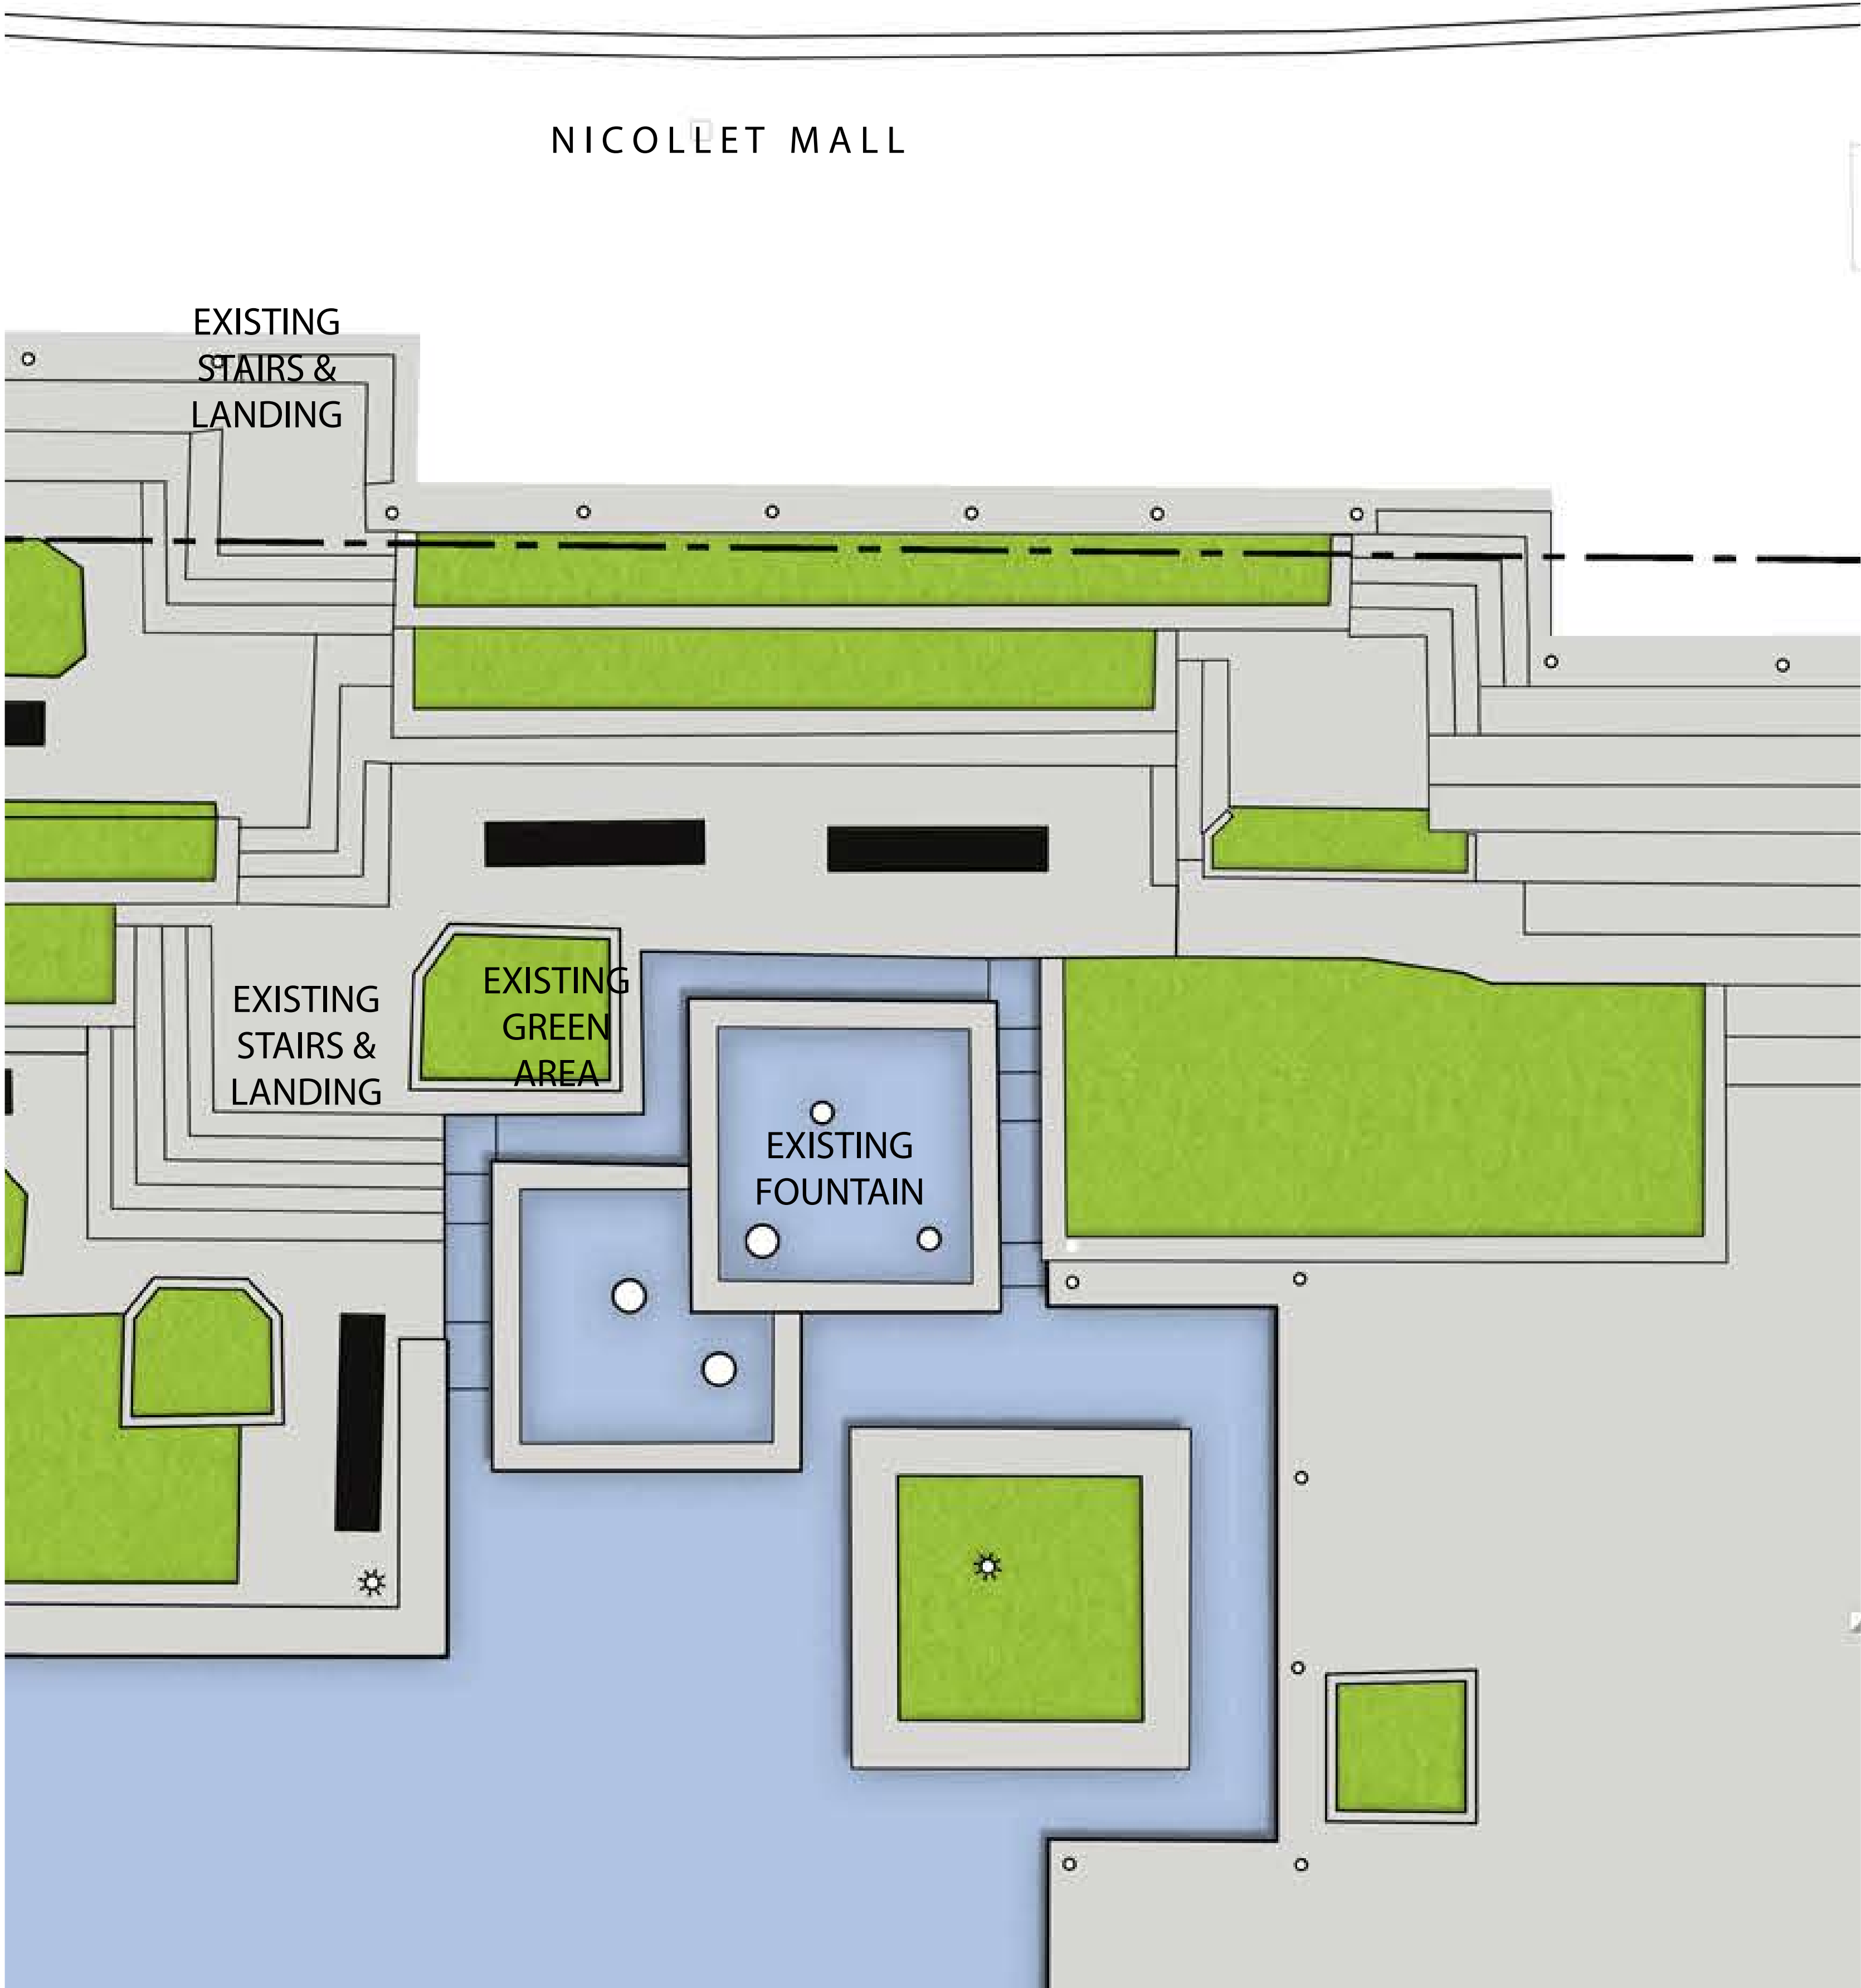 NICOLLET MALL
EXISTING
STAIRS &
LANDING
EXISTING
GREEN
AREA
EXISTING
STAIRS &
LANDING
EXISTING
FOUNTAIN